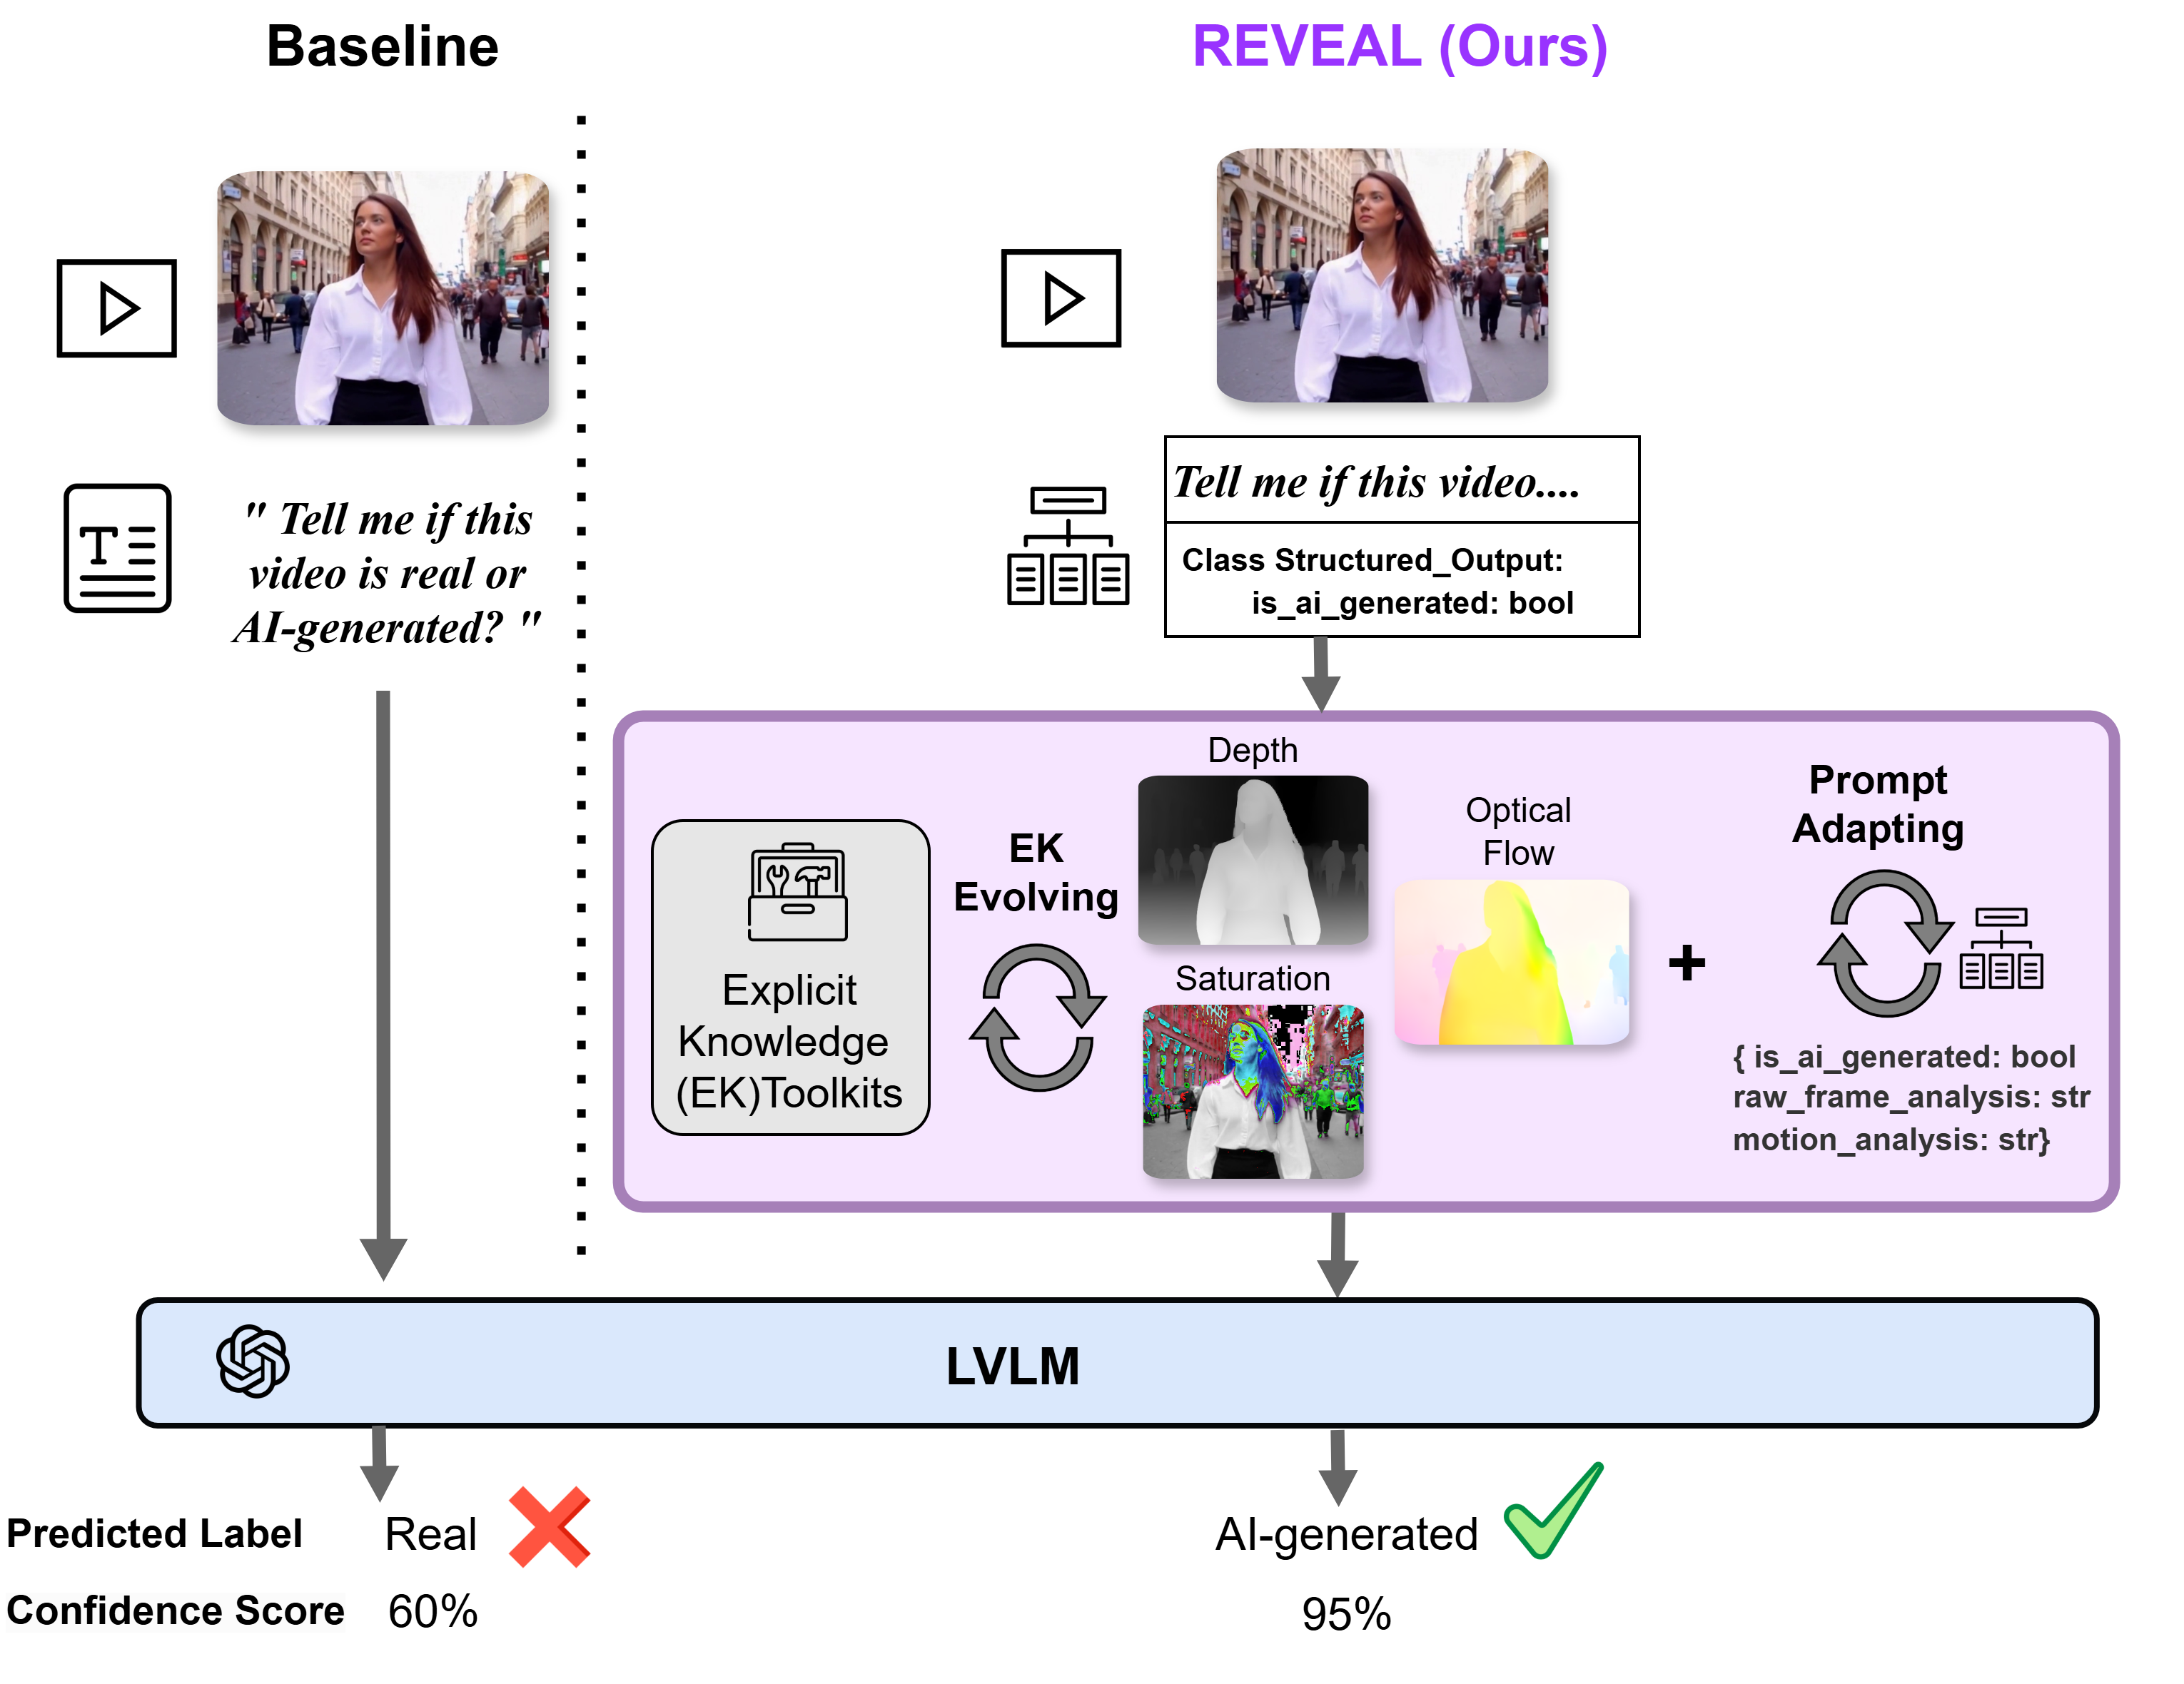 Baseline
REVEAL (Ours)
" Tell me if this
video is real or
AI-generated? "
Tell me if this video....
Class Structured_Output:
is_ai_generated: bool
Explicit
Knowledge
(EK)Toolkits
EK
Evolving
Depth
Saturation
Optical
Flow
+
Prompt
Adapting
{ is_ai_generated: bool
raw_frame_analysis: str
motion_analysis: str}
LVLM
Predicted Label
Real
AI-generated
Confidence Score
60%
95%